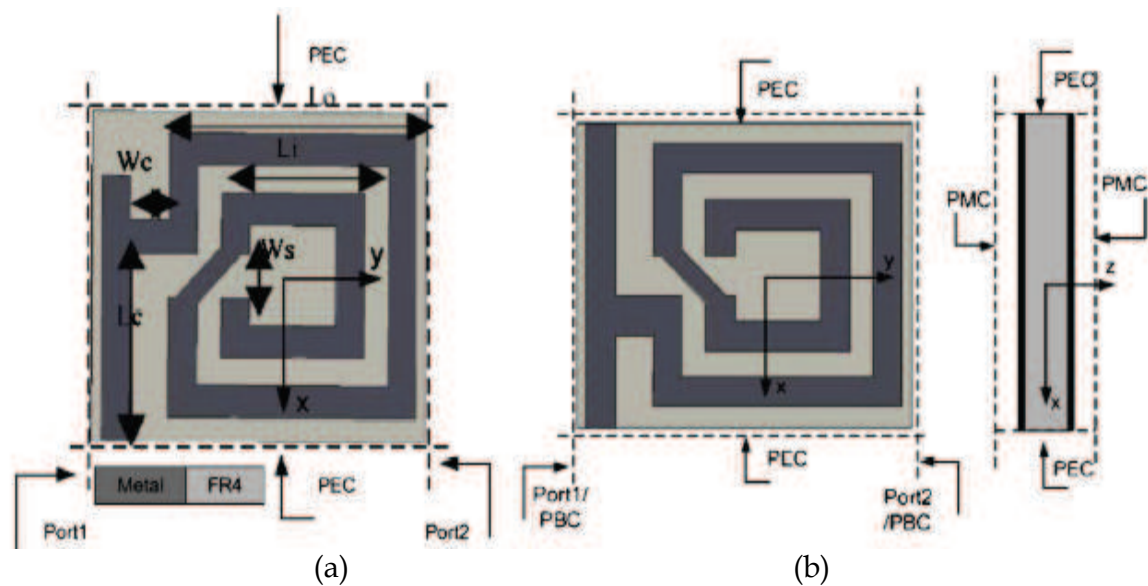 PEC
Lo
Li
Wc
Ws
y
Lc
x
Metal FR4
PEC
Port1
Port2
(a)
PEC
y
x
PEC
Port1/
PBC
Port2
/PBC
PEC
PMC
PMC
z
x
PEC
(b)